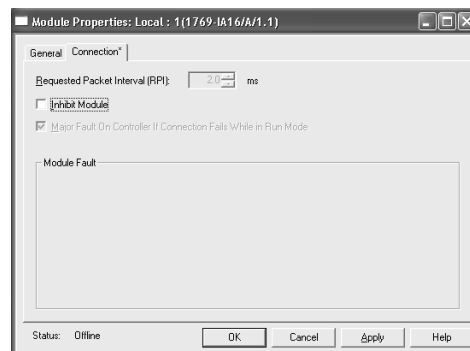 Module Properties: Local : 1(1769-IA16/A/1.1)
General Connection*
Requested Packet Interval (RPI): 2.0 ms
Inhibit Module
Major Fault On Controller If Connection Fails While in Run Mode
Module Fault
Status: Offline OK Cancel Apply Help